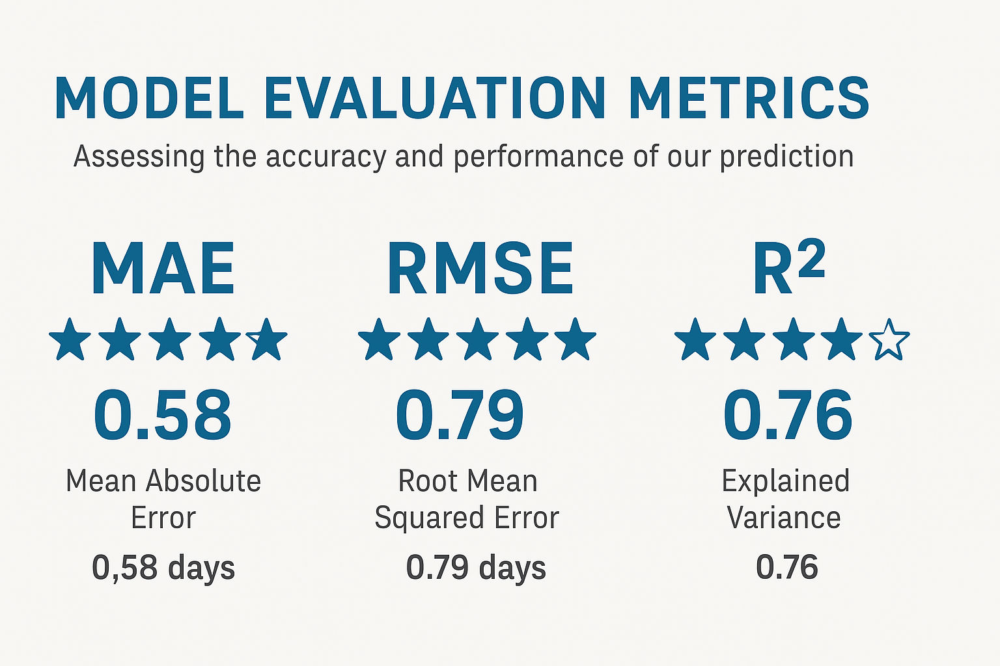 MODEL EVALUATION METRICS
Assessing the accuracy and performance of our prediction
MAE
0.58
Mean Absolute
Error
0,58 days
RMSE
0.79
Root Mean
Squared Error
0.79 days
R²
0.76
Explained
Variance
0.76